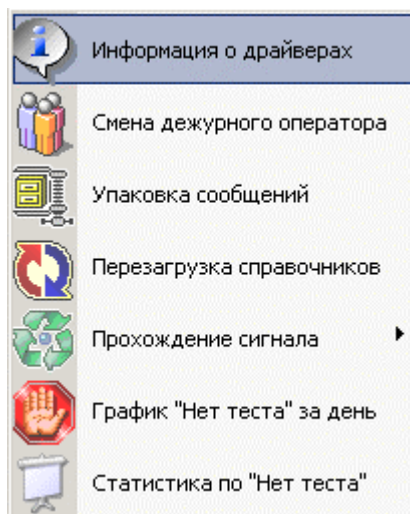 Информация о драйверах
Смена дежурного оператора
Упаковка сообщений
Перезагрузка справочников
Прохождение сигнала
График "Нет теста" за день
Статистика по "Нет теста"